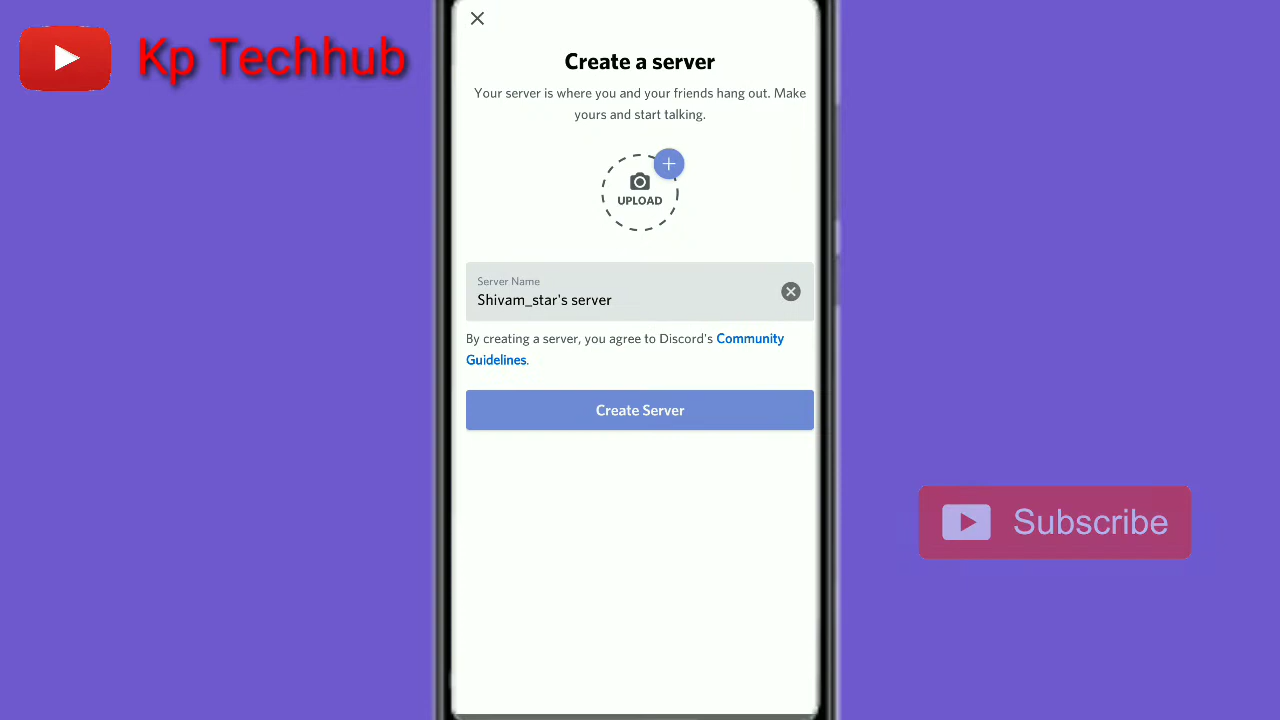 Kp Techhub
Create a server
Your server is where you and your friends hang out. Make
yours and start talking.
UPLOAD
Server Name
Shivam_star's server
By creating a server, you agree to Discord's Community
Guidelines.
Create Server
Subscribe